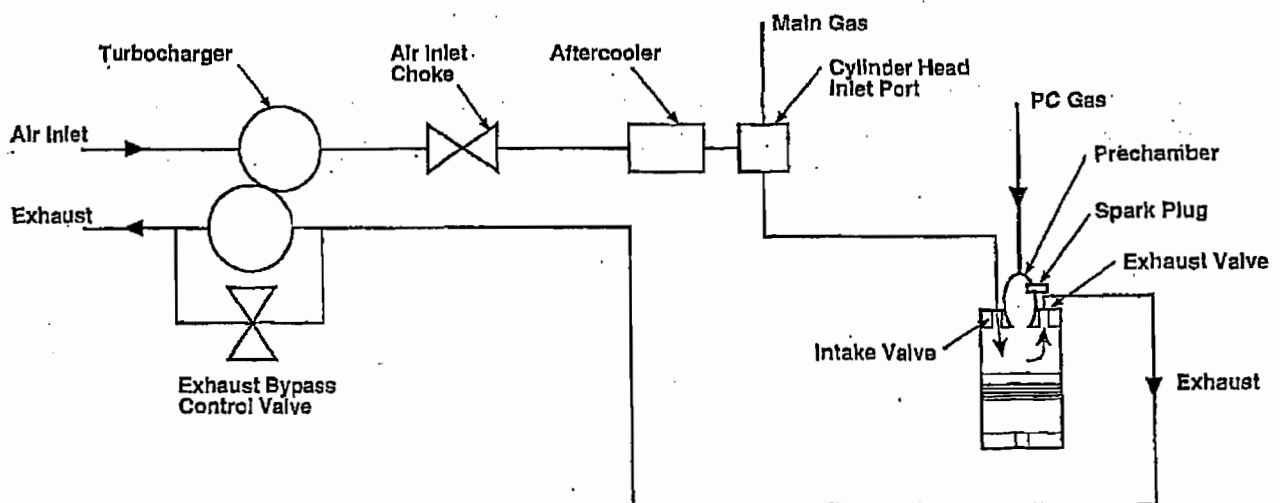 Main Gas
Turbocharger
Air Inlet
Choke
Aftercooler
Cylinder Head
Inlet Port
PC Gas
Air Inlet
Prechamber
Exhaust
Spark Plug
Exhaust Valve
Intake Valve
Exhaust
Exhaust Bypass
Control Valve